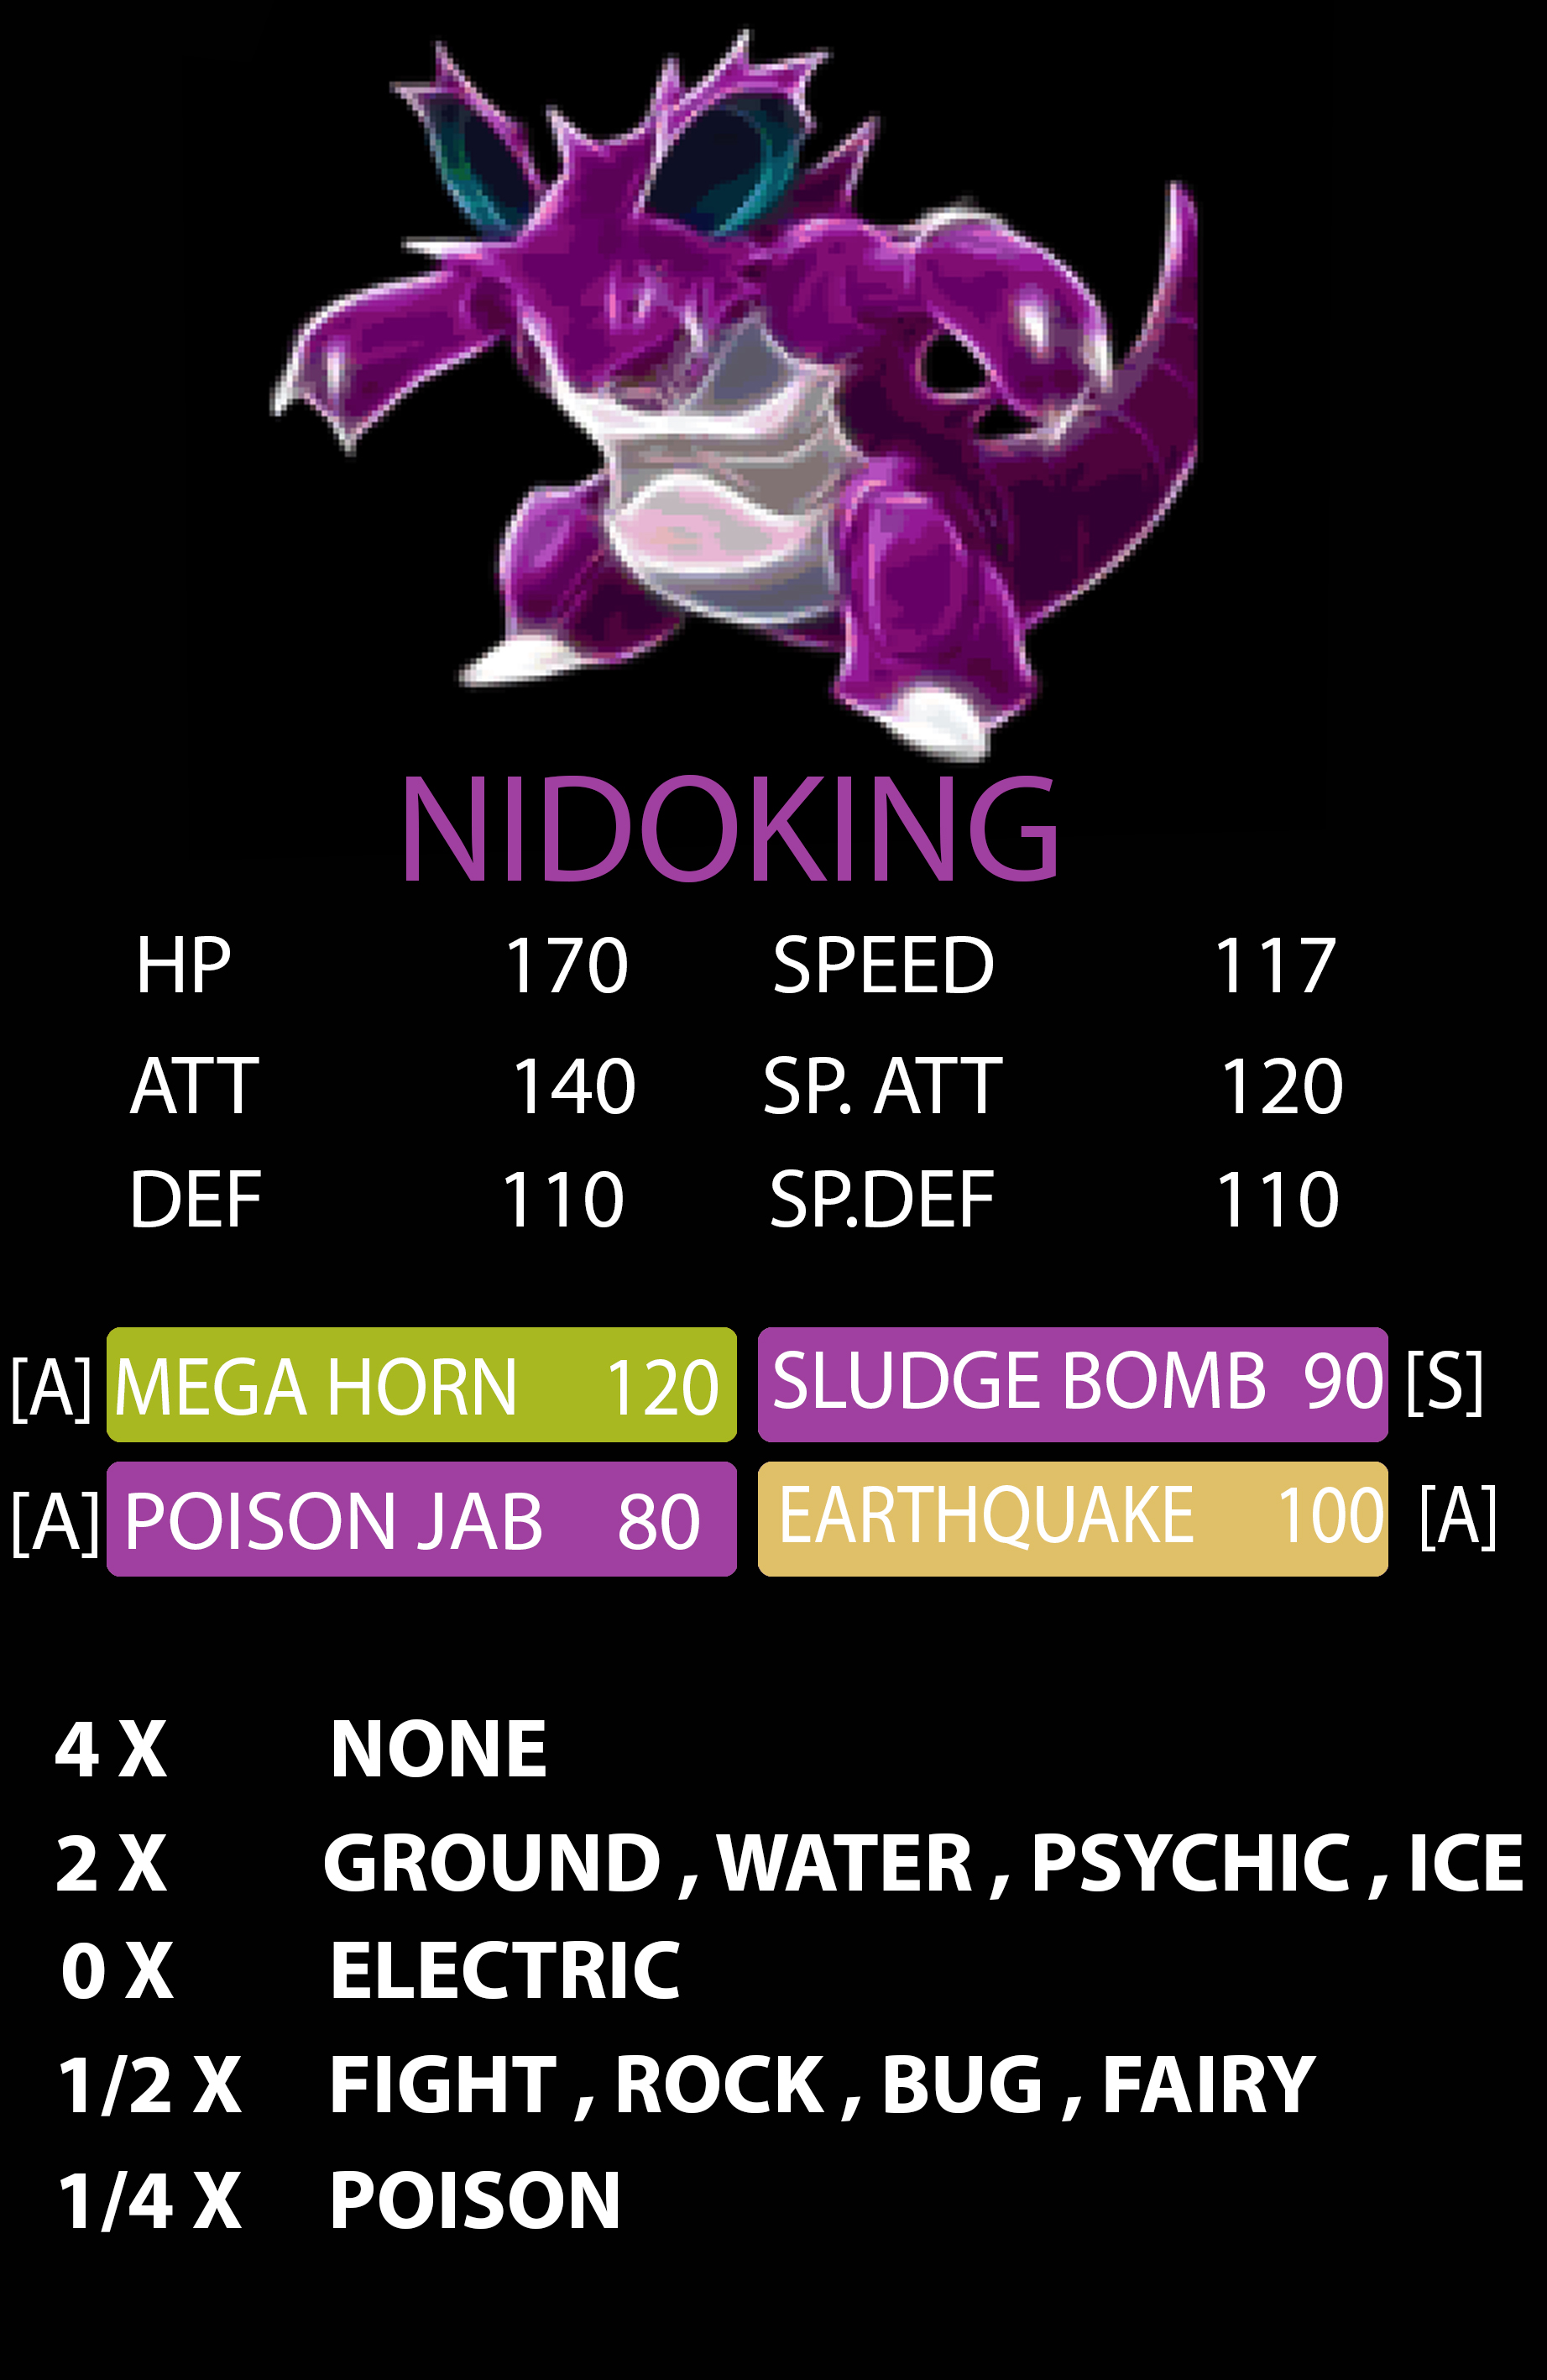 NIDOKING
HP 170 SPEED 117
ATT 140 SP. ATT 120
DEF 110 SP.DEF 110
[A] MEGA HORN 120 SLUDGE BOMB 90 [S]
[A] POISON JAB 80 EARTHQUAKE 100 [A]
4 X NONE
2 X GROUND , WATER , PSYCHIC , ICE
0 X ELECTRIC
1/2 X FIGHT , ROCK , BUG , FAIRY
1/4 X POISON